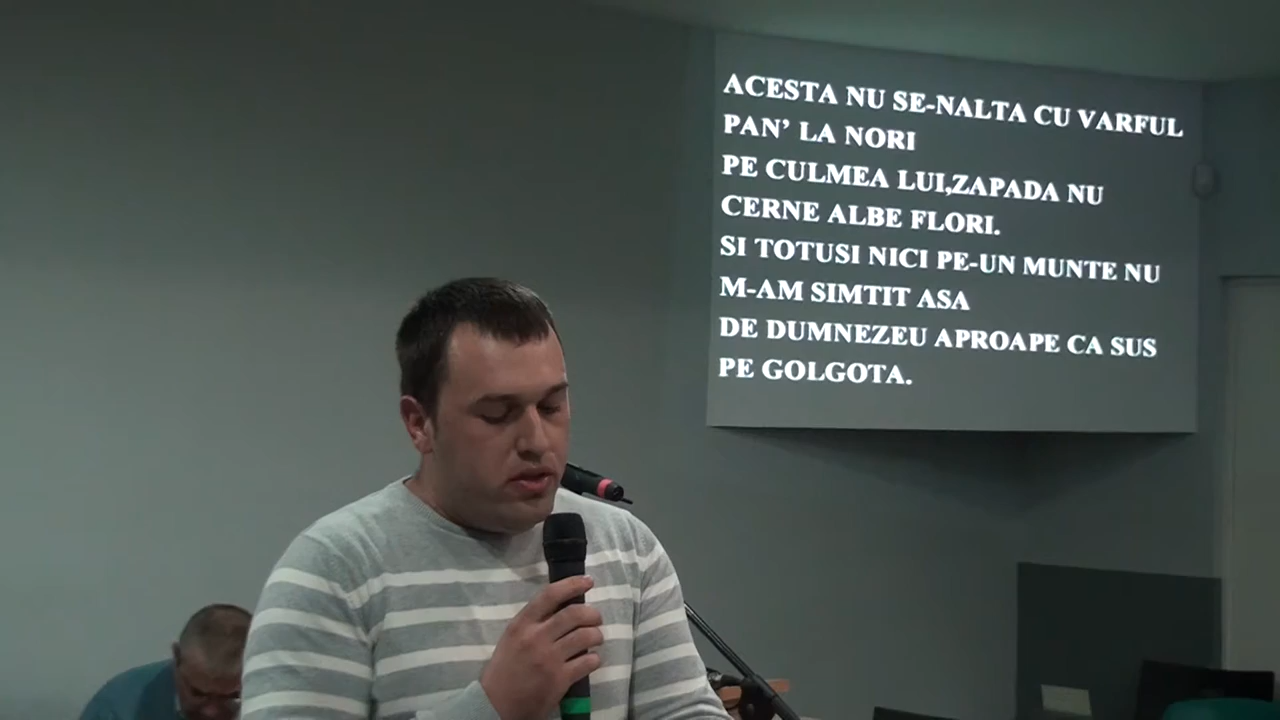 ACESTA NU SE-NALTA CU VARFUL
PAN' LA NORI
PE CULMEA LUI,ZAPADA NU
CERNE ALBE FLORI.
SI TOTUSI NICI PE-UN MUNTE NU
M-AM SIMTIT ASA
DE DUMNEZEU APROAPE CA SUS
PE GOLGOTA.